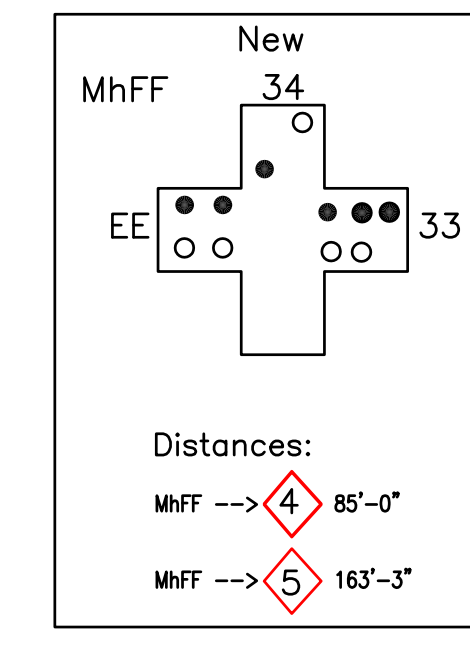 New
MhFF
34
EE
33
Distances:
MhFF --> 4 85'-0"
MhFF --> 5 163'-3"